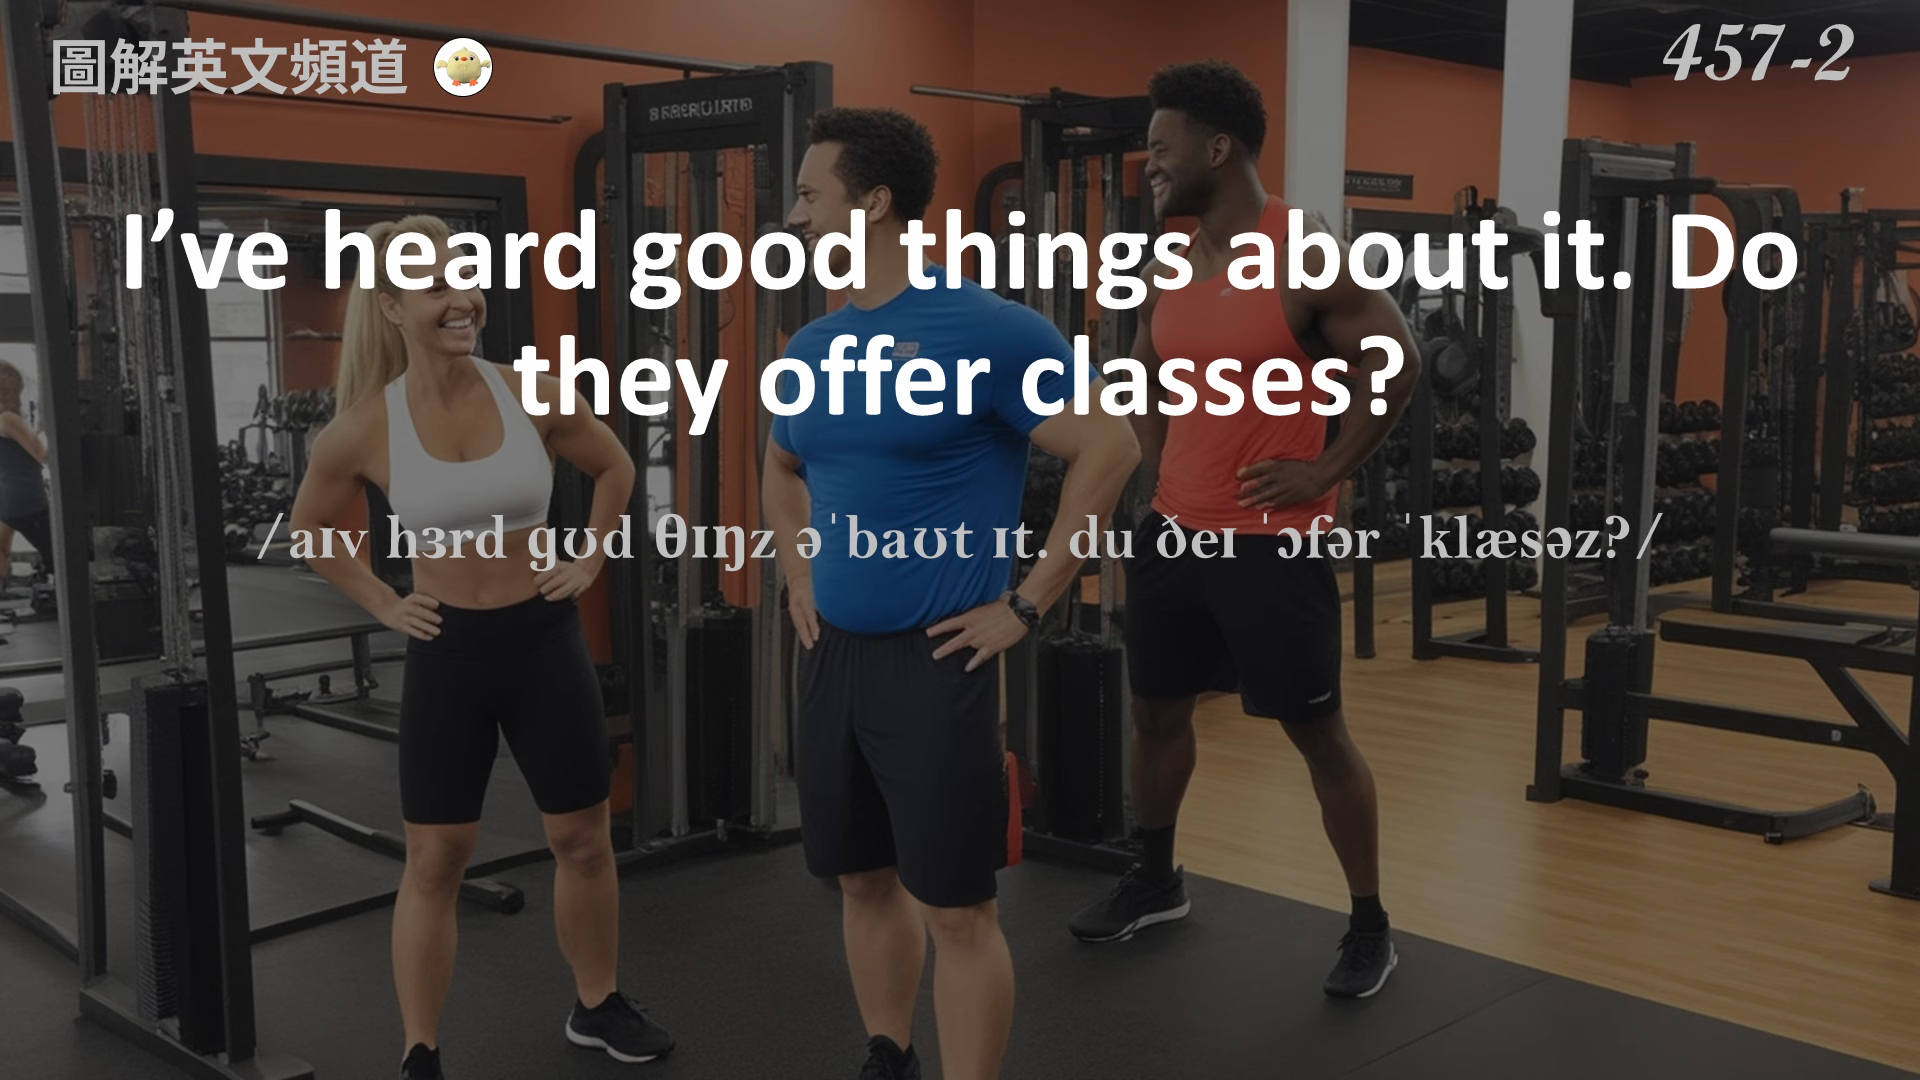 圖解英文頻道
457-2
I’ve heard good things about it. Do
they offer classes?
/aɪv hɜrd gʊd θɪŋz əˈbaʊt ɪt. du ðeɪ ˈɔfər ˈklæsəz?/